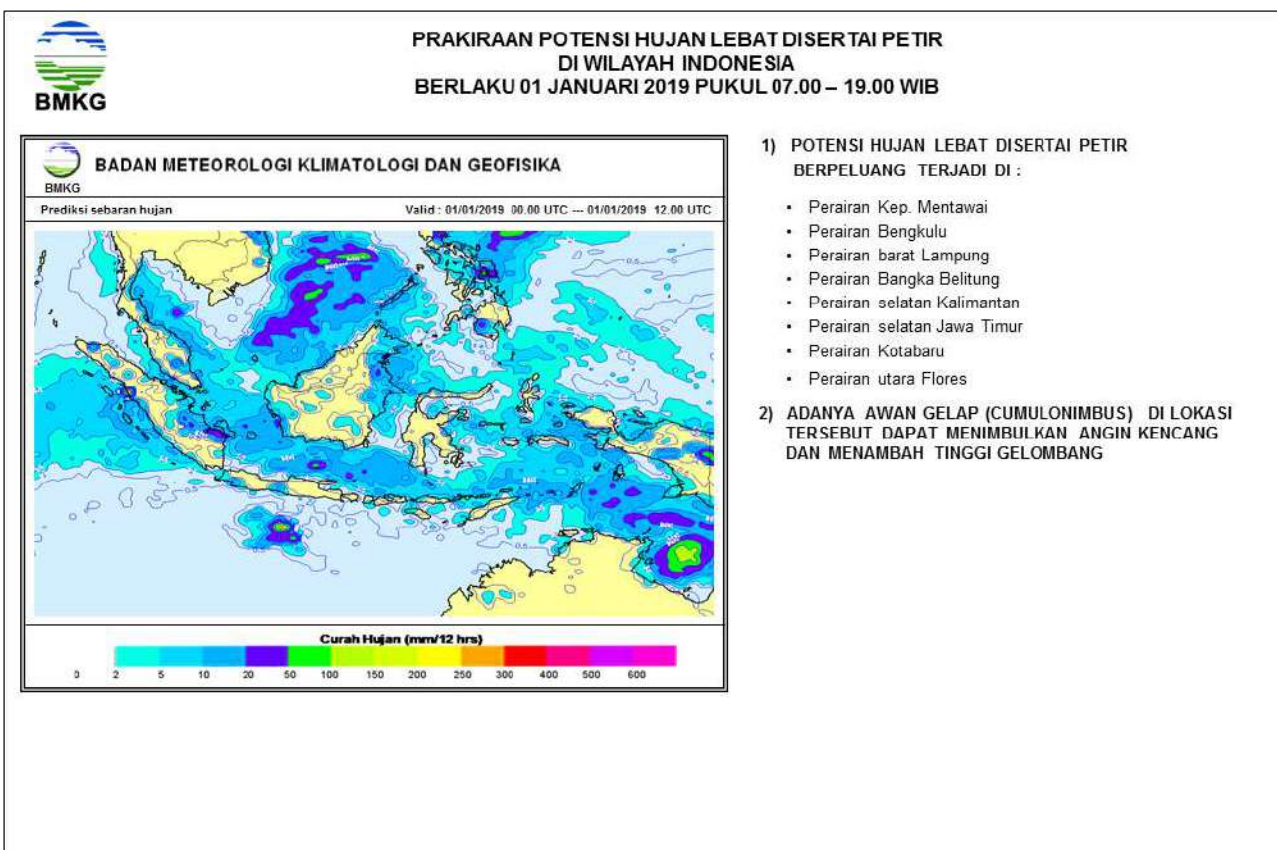 BMKG
PRAKIRAAN POTENSI HUJAN LEBAT DISERTAI PETIR
DI WILAYAH INDONESIA
BERLAKU 01 JANUARI 2019 PUKUL 07.00 – 19.00 WIB
BMKG
BADAN METEOROLOGI KLIMATOLOGI DAN GEOFISIKA
Prediksi sebaran hujan Valid : 01/01/2019 00.00 UTC --- 01/01/2019 12.00 UTC
Curah Hujan (mm/12 hrs)
0 2 5 10 20 50 100 150 200 250 300 400 500 600
1) POTENSI HUJAN LEBAT DISERTAI PETIR
BERPELUANG TERJADI DI :
• Perairan Kep. Mentawai
• Perairan Bengkulu
• Perairan barat Lampung
• Perairan Bangka Belitung
• Perairan selatan Kalimantan
• Perairan selatan Jawa Timur
• Perairan Kotabaru
• Perairan utara Flores
2) ADANYA AWAN GELAP (CUMULONIMBUS) DI LOKASI
TERSEBUT DAPAT MENIMBULKAN ANGIN KENCANG
DAN MENAMBAH TINGGI GELOMBANG